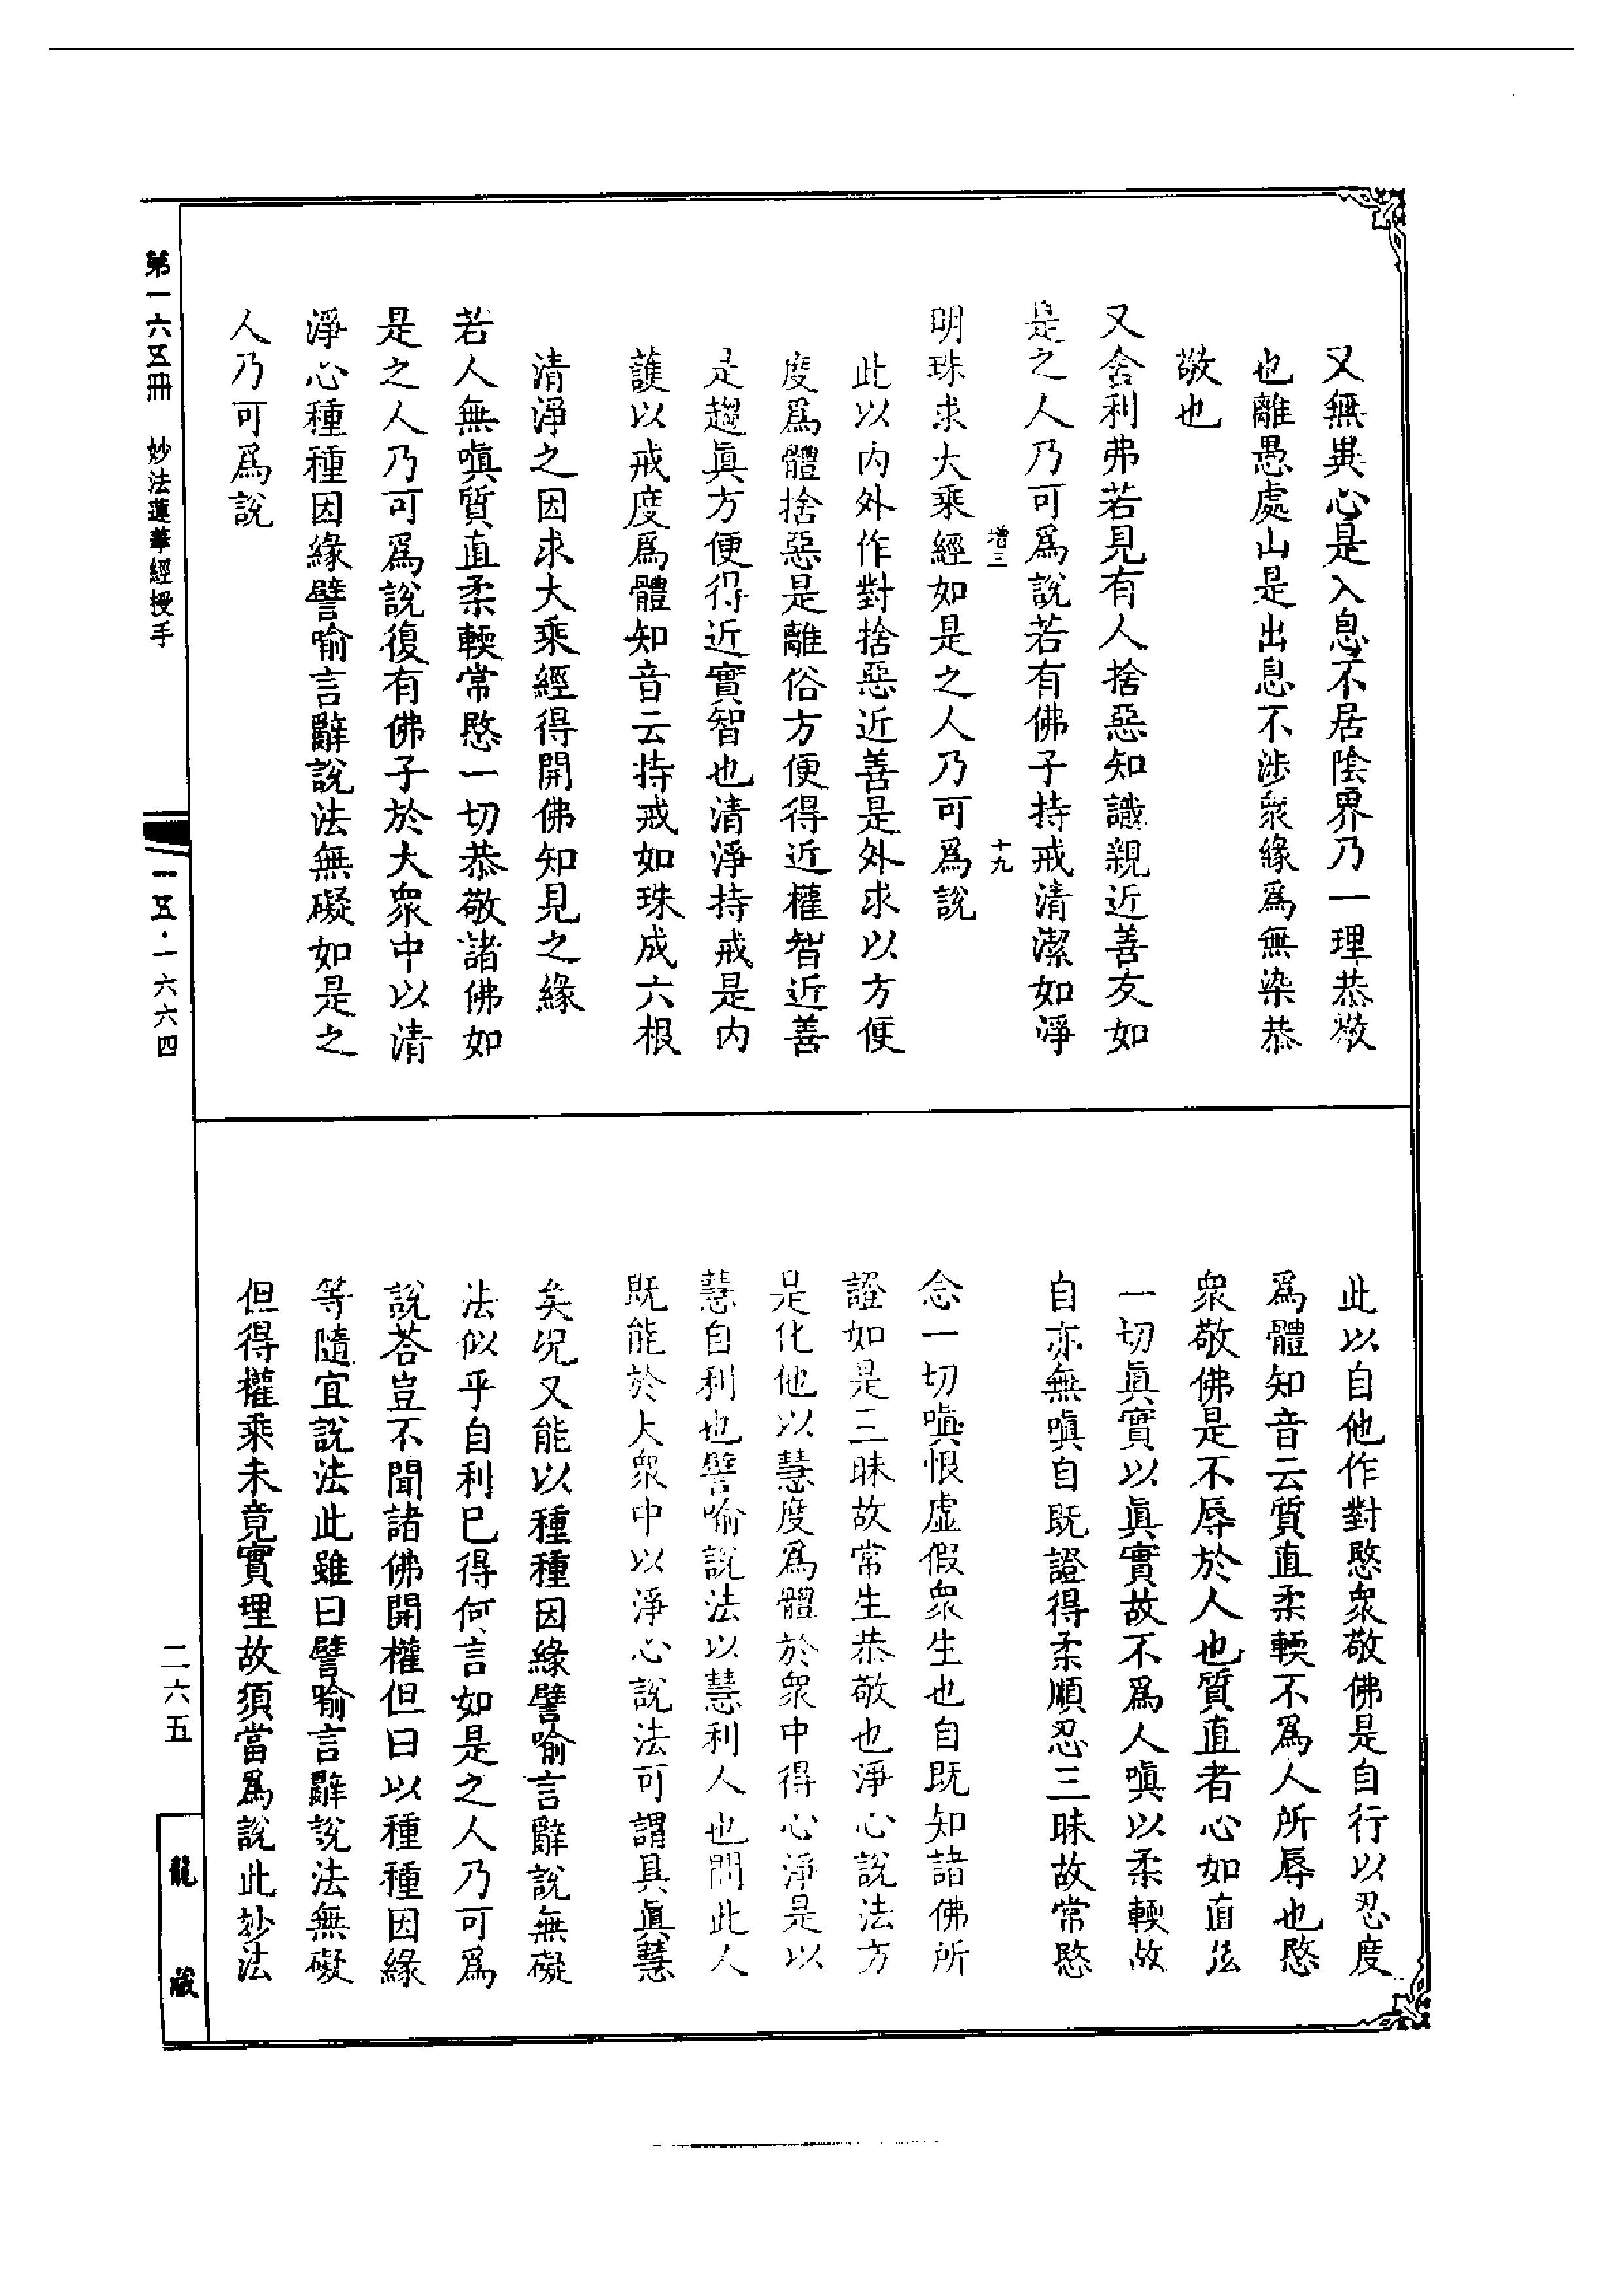 又無異心是入息不居陰界乃一理恭敬
也離愚處山是出息不涉衆緣爲無染恭
敬也
又舍利弗若見有人捨惡知識親近善友如
是之人乃可爲說若有佛子持戒清潔如淨
增三
十九
明珠求大乘經如是之人乃可爲說
此以内外作對捨惡近善是外求以方便
度爲體捨惡是離俗方便得近權智近善
是趨眞方便得近實智也清淨持戒是内
護以戒度爲體知音云持戒如珠成六根
清淨之因求大乘經得開佛知見之緣
若人無嗔質直柔輭常愍一切恭敬諸佛如
是之人乃可爲說復有佛子於大衆中以清
淨心種種因緣譬喻言辭說法無礙如是之
人乃可爲說
此以自他作對愍衆敬佛是自行以忍度
爲體知音云質直柔輭不爲人所辱也愍
衆敬佛是不辱於人也質直者心如直法
一切眞實以眞實故不爲人嗔以柔輭故
自亦無嗔自既證得柔順忍三昧故常愍
念一切嗔恨虛假衆生也自既知諸佛所
證如是三昧故常生恭敬也淨心說法方
是化他以慧度爲體於衆中得心淨是以
慧自利也譬喻說法以慧利人也問此人
既能於大衆中以淨心說法可謂具眞慧
矣況又能以種種因緣譬喻言辭說無礙
法似乎自利已得何言如是之人乃可爲
說荅豈不聞諸佛開權但曰以種種因緣
等隨宜說法此雖曰譬喻言辭說法無礙
但得權乘未竟實理故須當爲說此妙法
第一六五冊　妙法蓮華經授手
一五·一六六四
二六五
龍藏